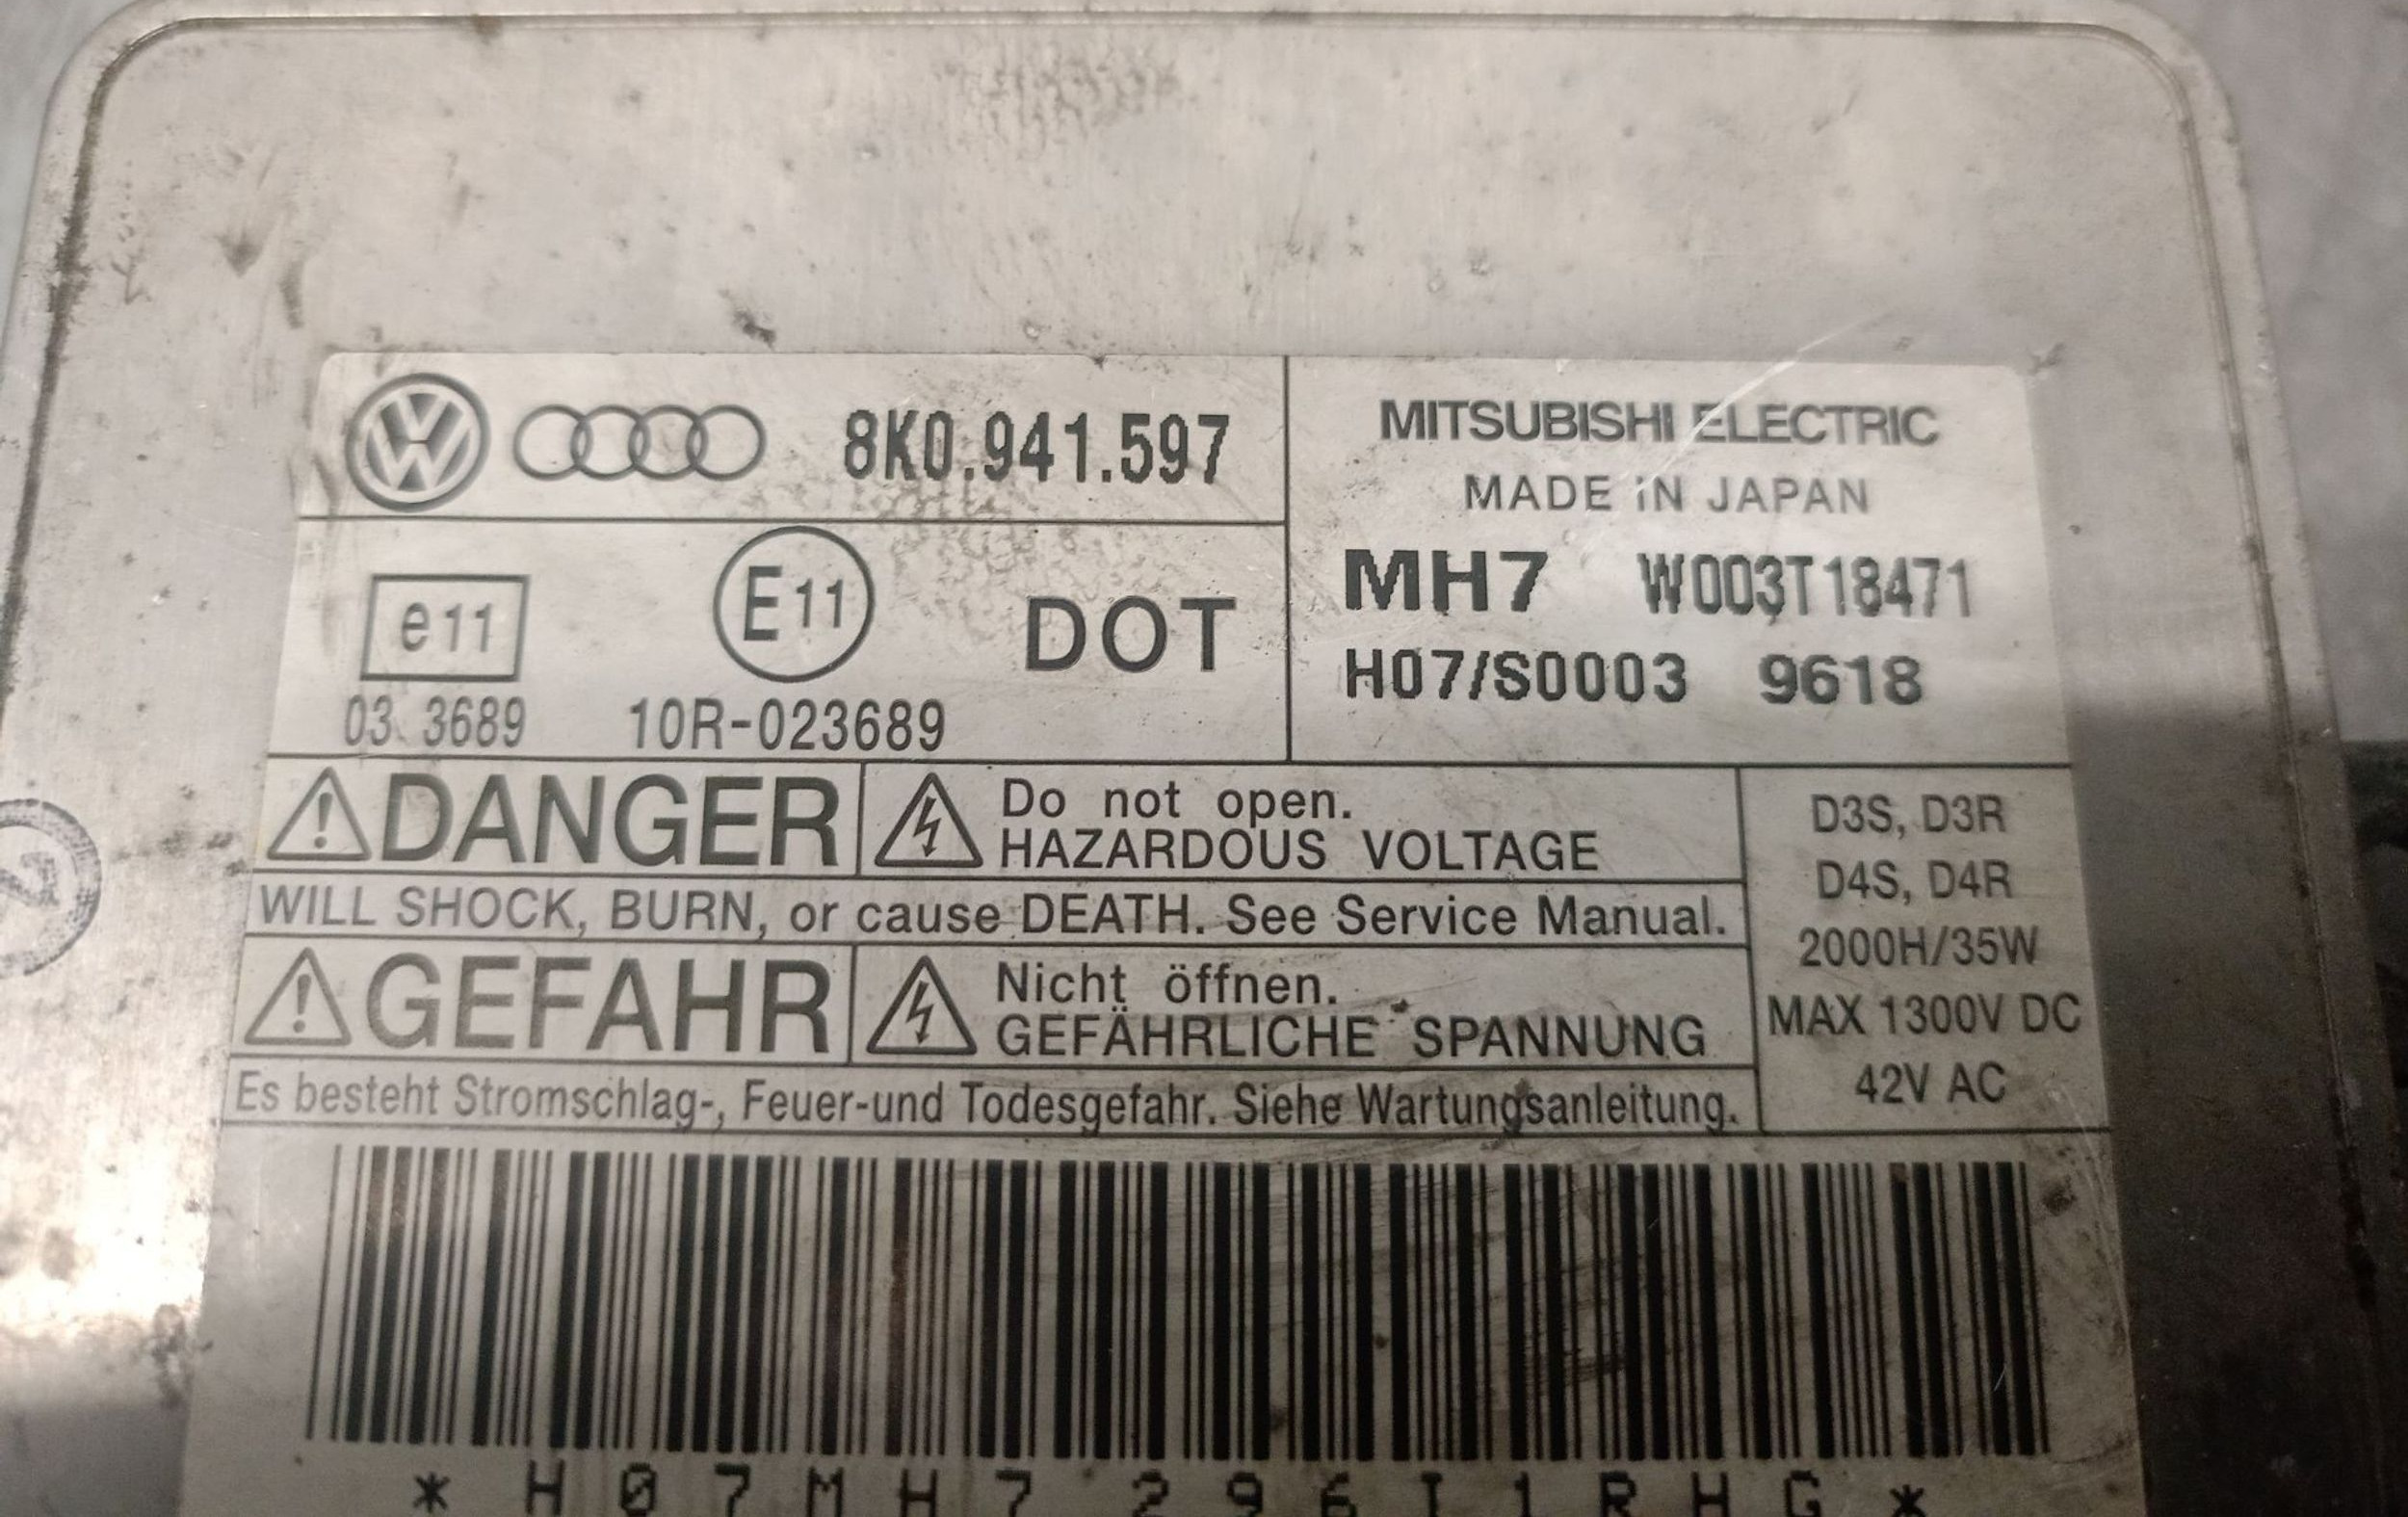 8K0.941.597
MITSUBISHI ELECTRIC
MADE IN JAPAN
e11
E11
DOT
03 3689
10R-023689
MH7 W003T18471
H07/S0003 9618
DANGER
Do not open.
HAZARDOUS VOLTAGE
WILL SHOCK, BURN, or cause DEATH. See Service Manual.
GEFAHR
Nicht öffnen.
GEFÄHRLICHE SPANNUNG
Es besteht Stromschlag-, Feuer-und Todesgefahr. Siehe Wartungsanleitung.
D3S, D3R
D4S, D4R
2000H/35W
MAX 1300V DC
42V AC